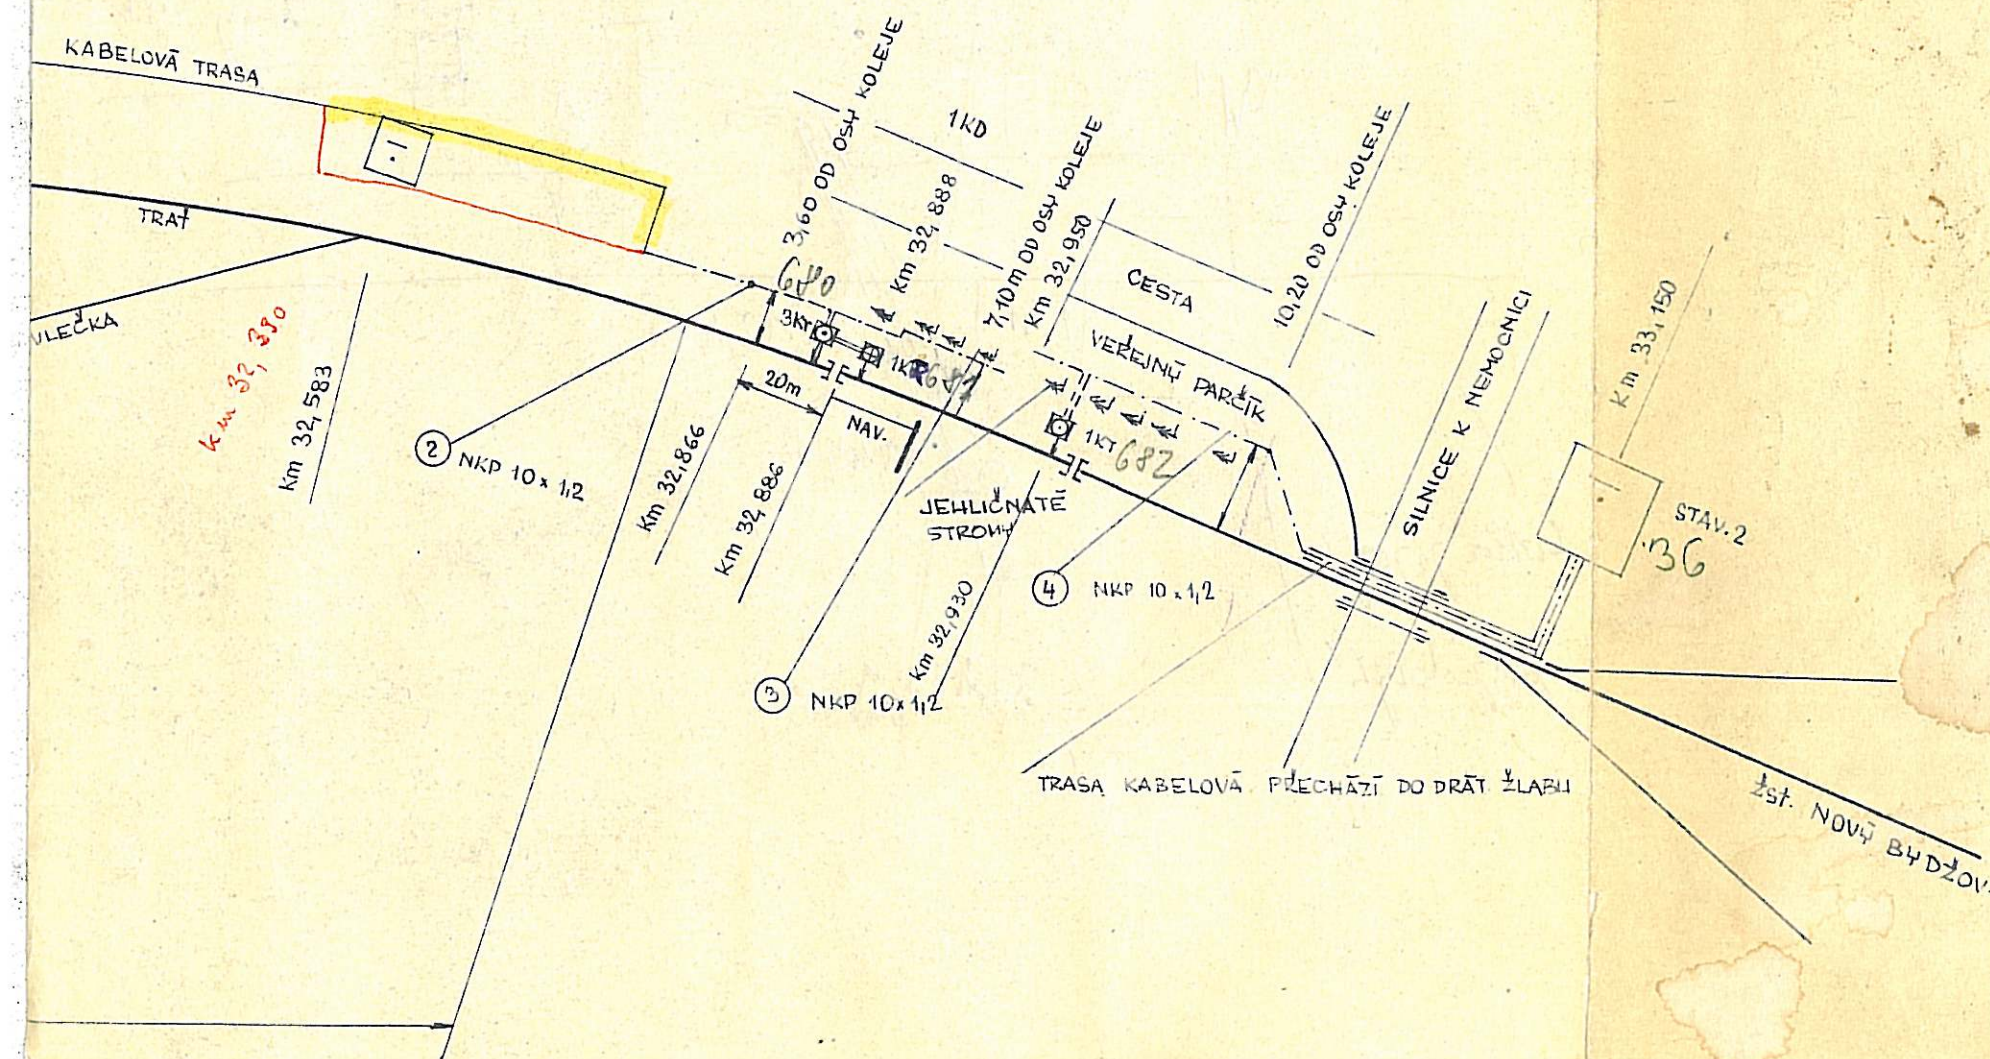 KABELOVÁ TRASA
TRAŤ
VLEČKA
km 32,390
km 32,583
3,60 OD OSY KOLEJE
1KD
km 32,888
7,10 m OD OSY KOLEJE
km 32,950
CESTA
10,20 OD OSY KOLEJE
VEŘEJNÝ PARČÍK
SILNICE K NEMOCNICI
km 33,150
STAV.2
680
3KT
681
1KT
682
20m
NAV.
km 32,866
km 32,886
km 32,930
JEHLIČNATÉ
STROMY
2 NKP 10 x 1,2
3 NKP 10 x 1,2
4 NKP 10 x 1,2
TRASA KABELOVÁ PŘECHÁZÍ DO DRÁT. ŽLABU
žst. NOVÝ BYDŽOV